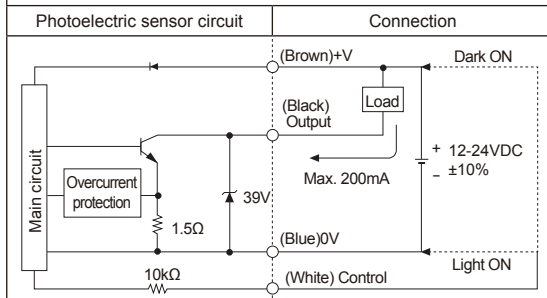 Photoelectric sensor circuit
Connection
(Brown)+V
Dark ON
(Black)
Output
Load
Main circuit
Overcurrent
protection
Max. 200mA
+ 12-24VDC
− ±10%
39V
1.5Ω
(Blue)0V
Light ON
10kΩ
(White) Control